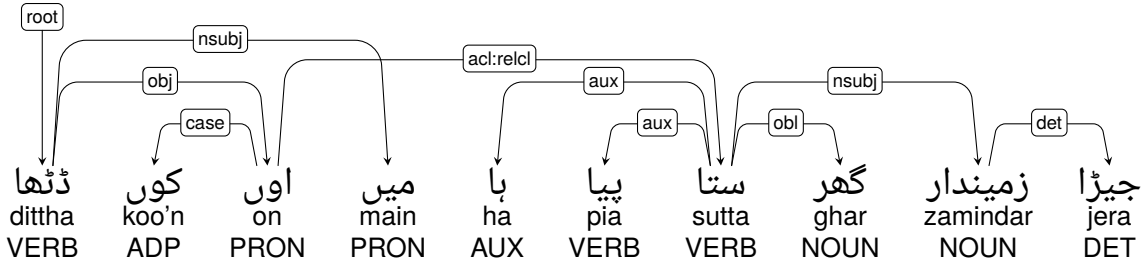 root
nsubj
acl:relcl
obj aux nsubj
case aux obl det
جیڑا زمیندار گھر ستا پیا ہا میں اوں کوں ڈٹھا
dittha koo'n on main ha pia sutta ghar zamindar jera
VERB ADP PRON PRON AUX VERB VERB NOUN NOUN DET